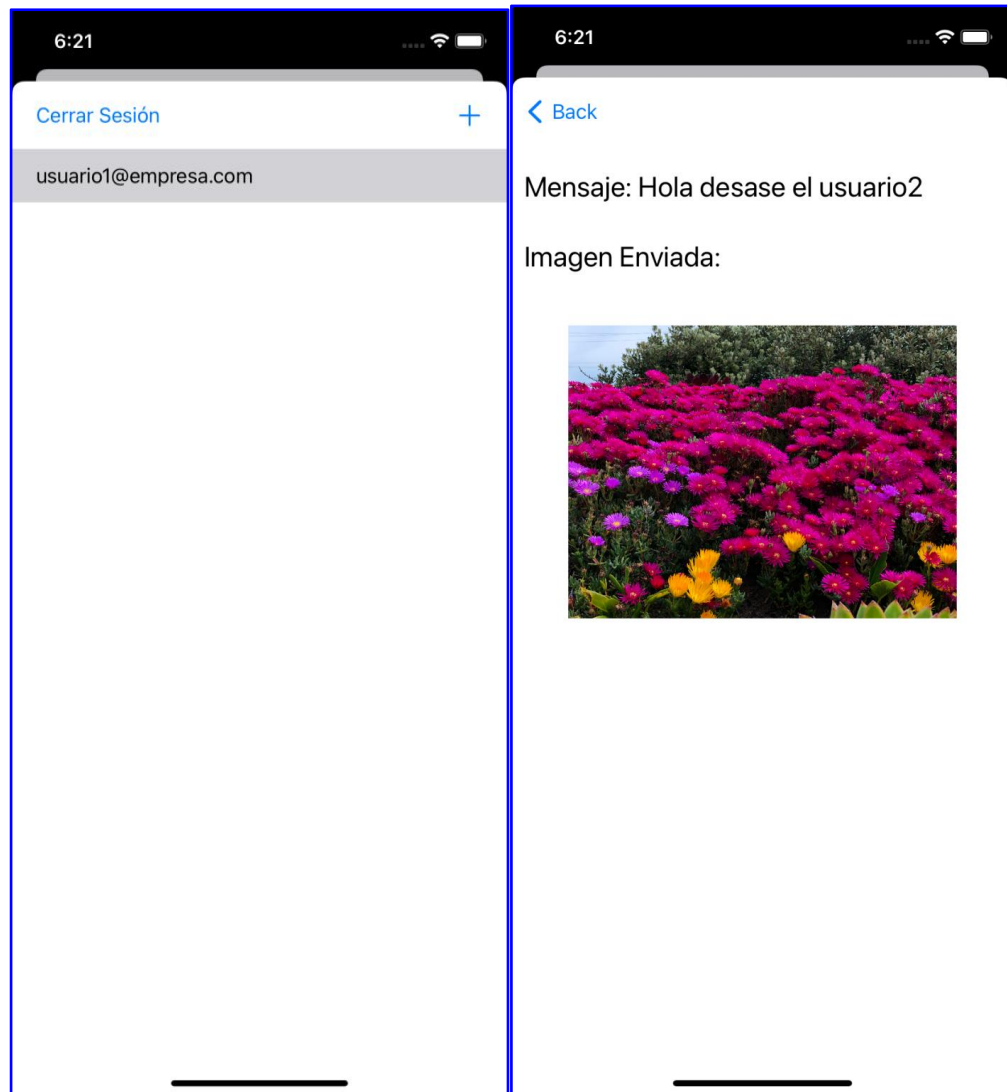 6:21
Cerrar Sesión
usuario1@empresa.com
6:21
Back
Mensaje: Hola desase el usuario2
Imagen Enviada: